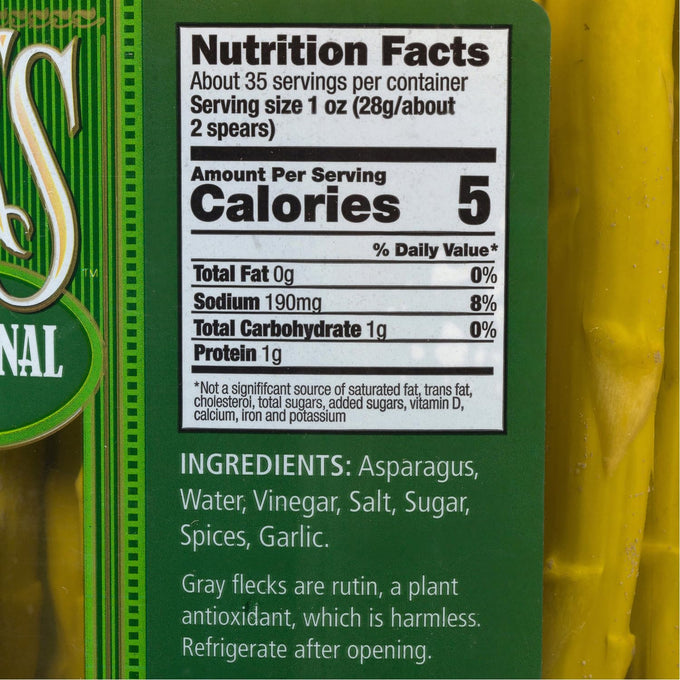 S
TM
NAL
Nutrition Facts
About 35 servings per container
Serving size 1 oz (28g/about
2 spears)
Amount Per Serving
Calories 5
% Daily Value*
Total Fat 0g 0%
Sodium 190mg 8%
Total Carbohydrate 1g 0%
Protein 1g
*Not a signififcant source of saturated fat, trans fat,
cholesterol, total sugars, added sugars, vitamin D,
calcium, iron and potassium
INGREDIENTS: Asparagus,
Water, Vinegar, Salt, Sugar,
Spices, Garlic.
Gray flecks are rutin, a plant
antioxidant, which is harmless.
Refrigerate after opening.